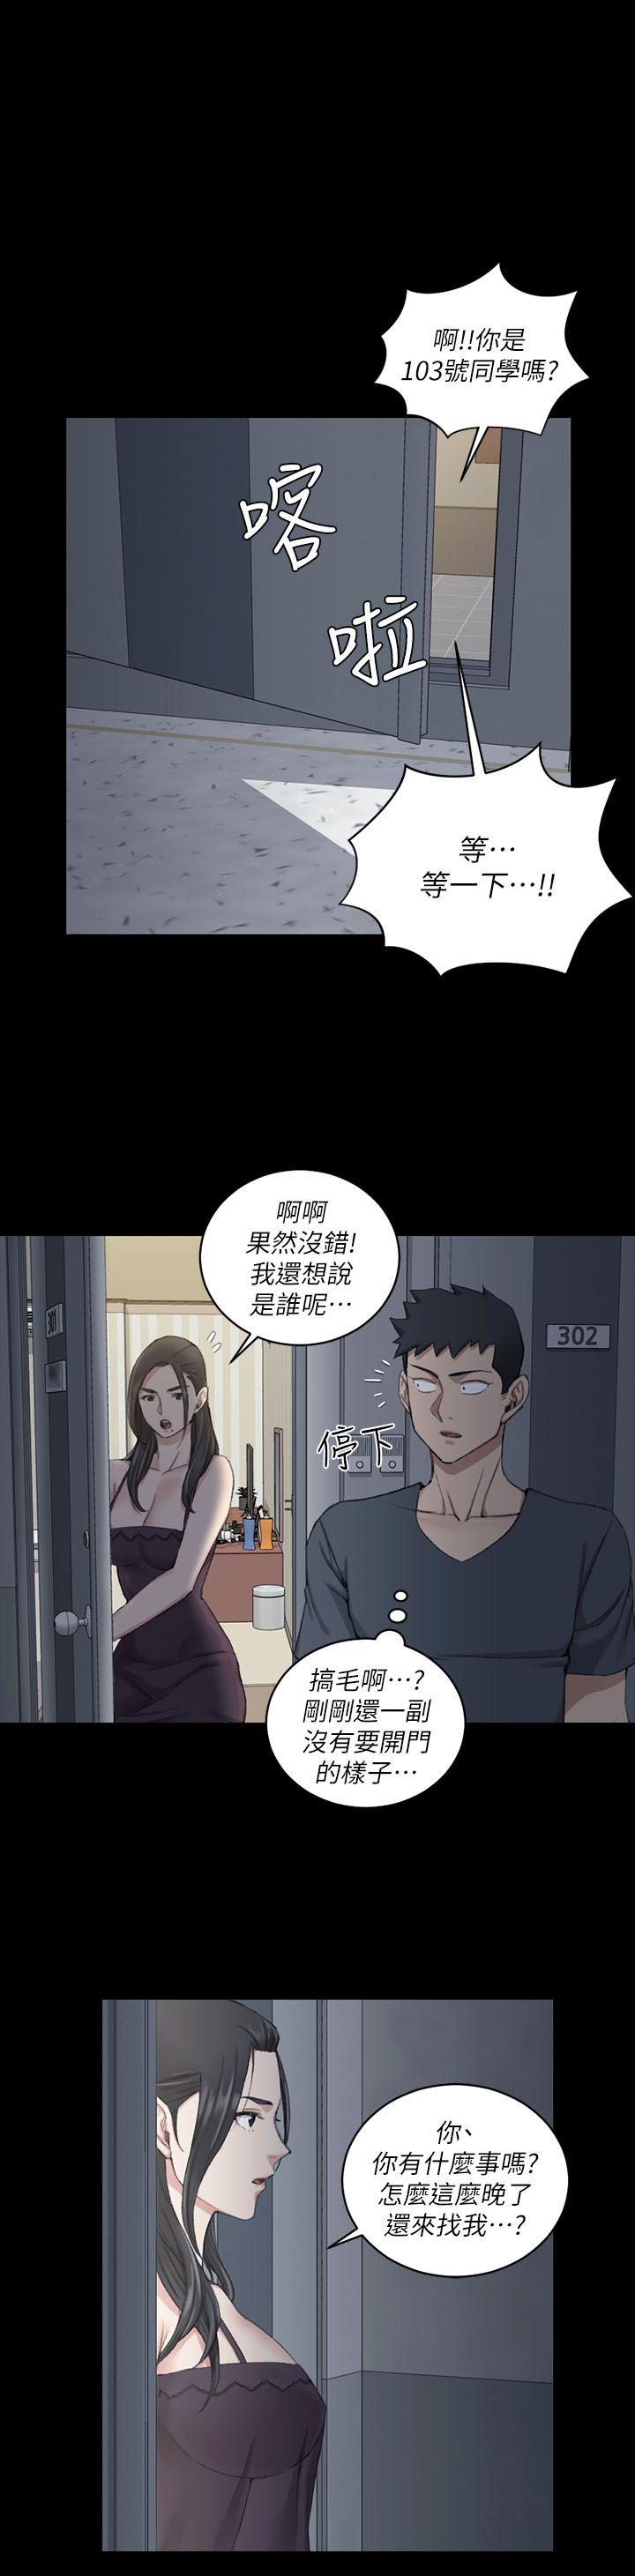 啊!!你是
103號同學嗎?
喀
啦
等…
等一下…!!
啊啊
果然沒錯!
我還想說
是誰呢…
301
302
停下
搞毛啊…?
剛剛還一副
沒有要開門
的樣子…
你、
你有什麼事嗎?
怎麼這麼晚了
還來找我…?